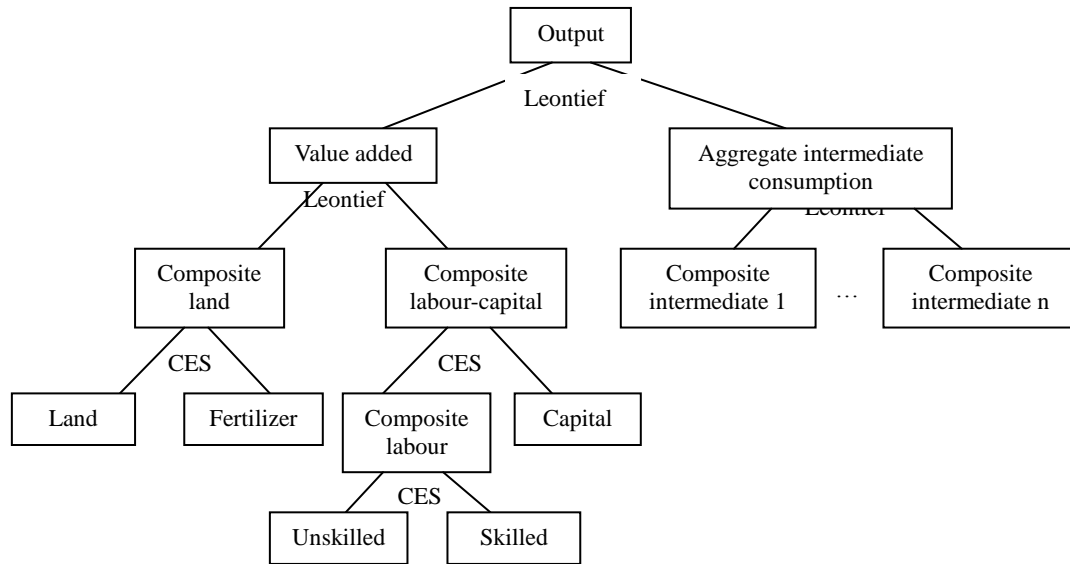 Output
Leontief
Value added
Aggregate intermediate
consumption
Leontief
Leontief
Composite
land
Composite
labour-capital
Composite
intermediate 1
...
Composite
intermediate n
CES
CES
Land
Fertilizer
Composite
labour
Capital
CES
Unskilled
Skilled